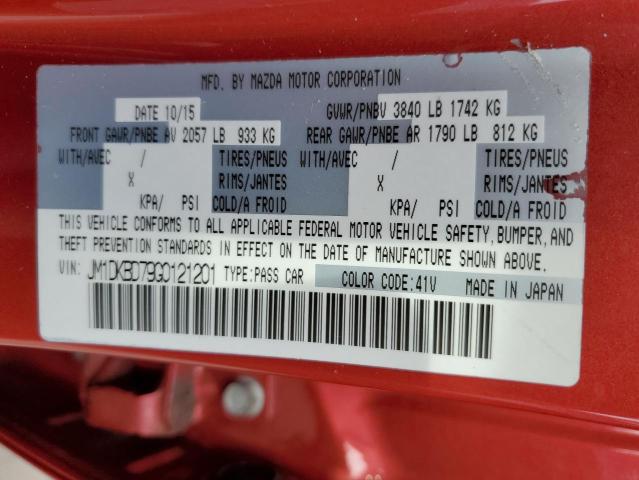 MFD. BY MAZDA MOTOR CORPORATION
DATE 10/15 GVWR/PNBV 3840 LB 1742 KG
FRONT GAWR/PNBE AV 2057 LB 933 KG REAR GAWR/PNBE AR 1790 LB 812 KG
WITH/AVEC / TIRES/PNEUS WITH/AVEC / TIRES/PNEUS
X RIMS/JANTES X RIMS/JANTES
KPA/ PSI COLD/A FROID KPA/ PSI COLD/A FROID
THIS VEHICLE CONFORMS TO ALL APPLICABLE FEDERAL MOTOR VEHICLE SAFETY, BUMPER, AND
THEFT PREVENTION STANDARDS IN EFFECT ON THE DATE OF MANUFACTURE SHOWN ABOVE.
VIN: JM1DKBD79G0121201 TYPE:PASS CAR COLOR CODE:41V MADE IN JAPAN